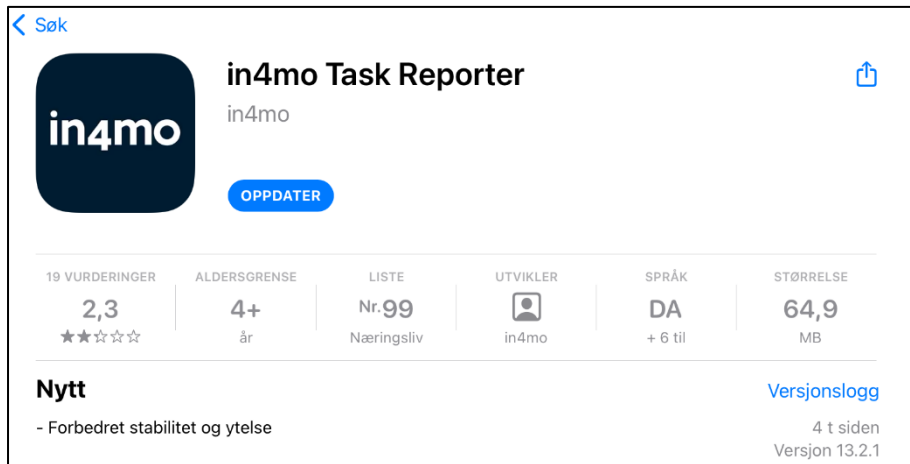 Søk
in4mo
in4mo Task Reporter
in4mo
OPPDATER
19 VURDERINGER
2,3
ALDERSGRENSE
4+
år
LISTE
Nr.99
Næringsliv
UTVIKLER
in4mo
SPRÅK
DA
+ 6 til
STØRRELSE
64,9
MB
Nytt
Versjonslogg
- Forbedret stabilitet og ytelse
4 t siden
Versjon 13.2.1